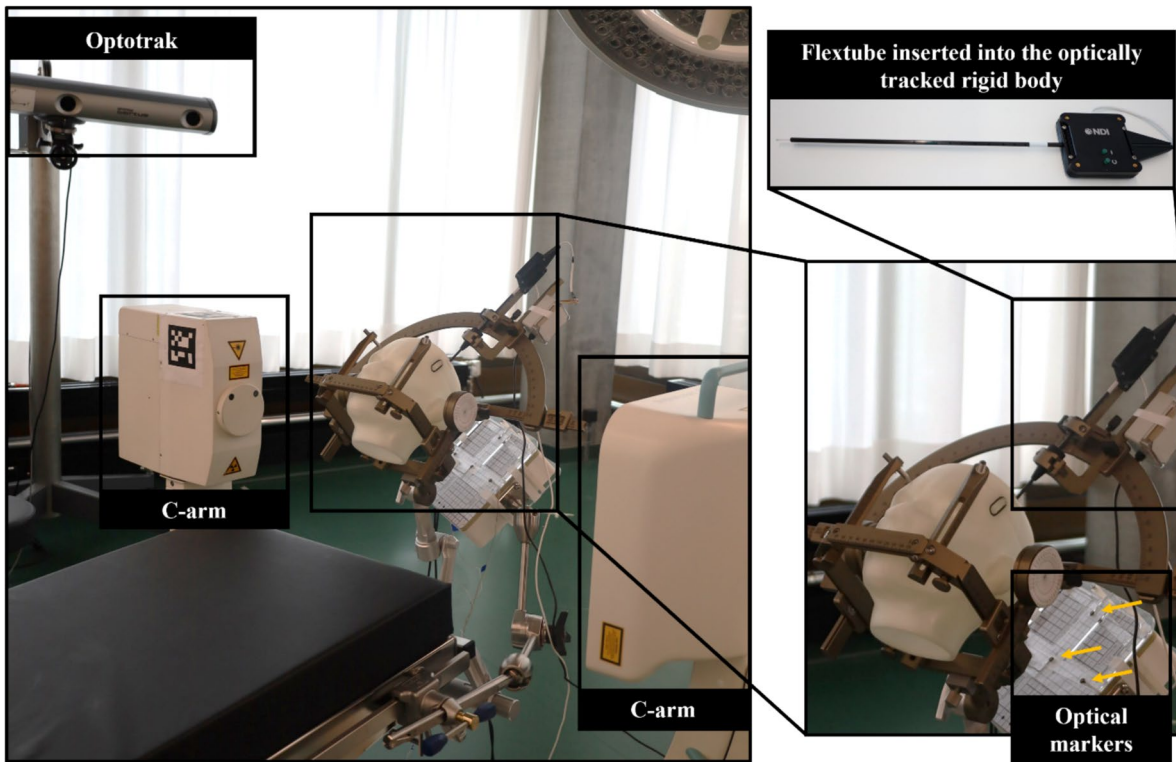 Optotrak
Flextube inserted into the optically
tracked rigid body
NDI
C-arm
C-arm
Optical
markers